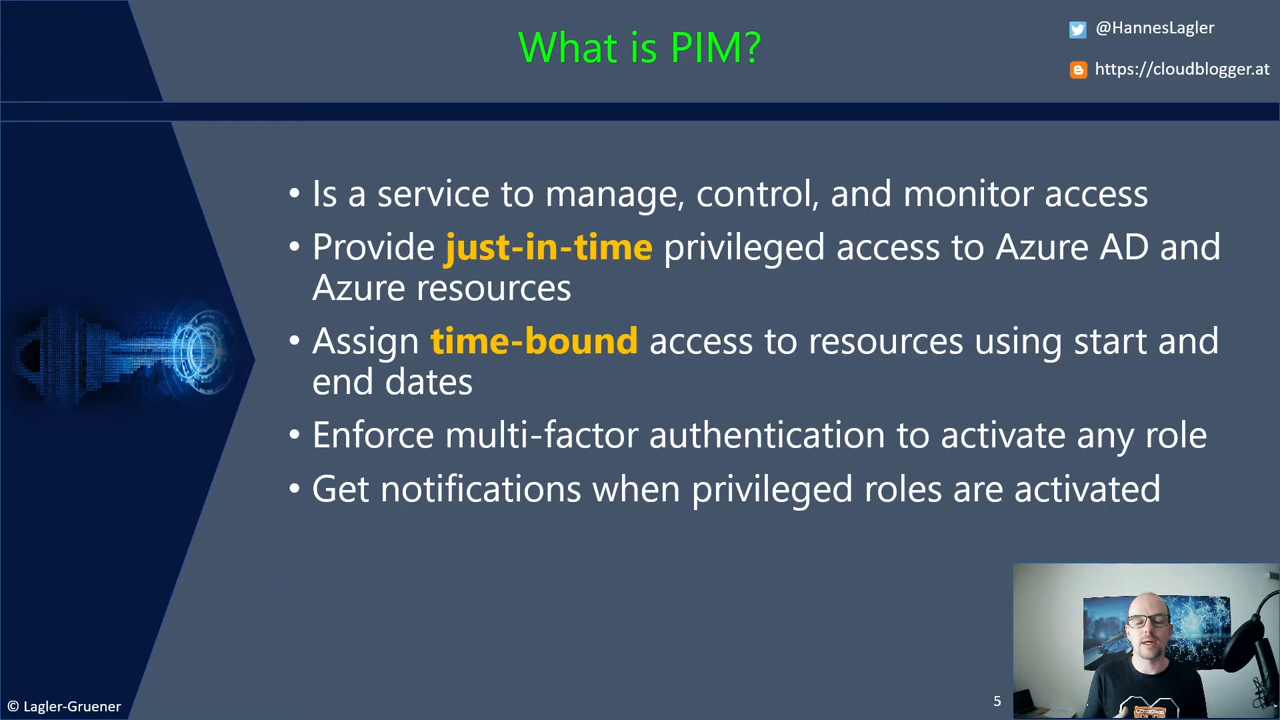 What is PIM?
@HannesLagler
https://cloudblogger.at
• Is a service to manage, control, and monitor access
• Provide just-in-time privileged access to Azure AD and
Azure resources
• Assign time-bound access to resources using start and
end dates
• Enforce multi-factor authentication to activate any role
• Get notifications when privileged roles are activated
5
© Lagler-Gruener